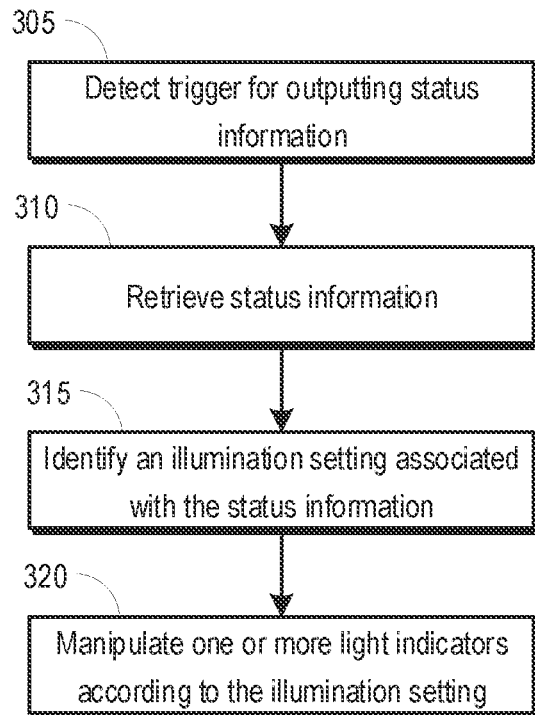 305
Detect trigger for outputting status
information
310
Retrieve status information
315
Identify an illumination setting associated
with the status information
320
Manipulate one or more light indicators
according to the illumination setting